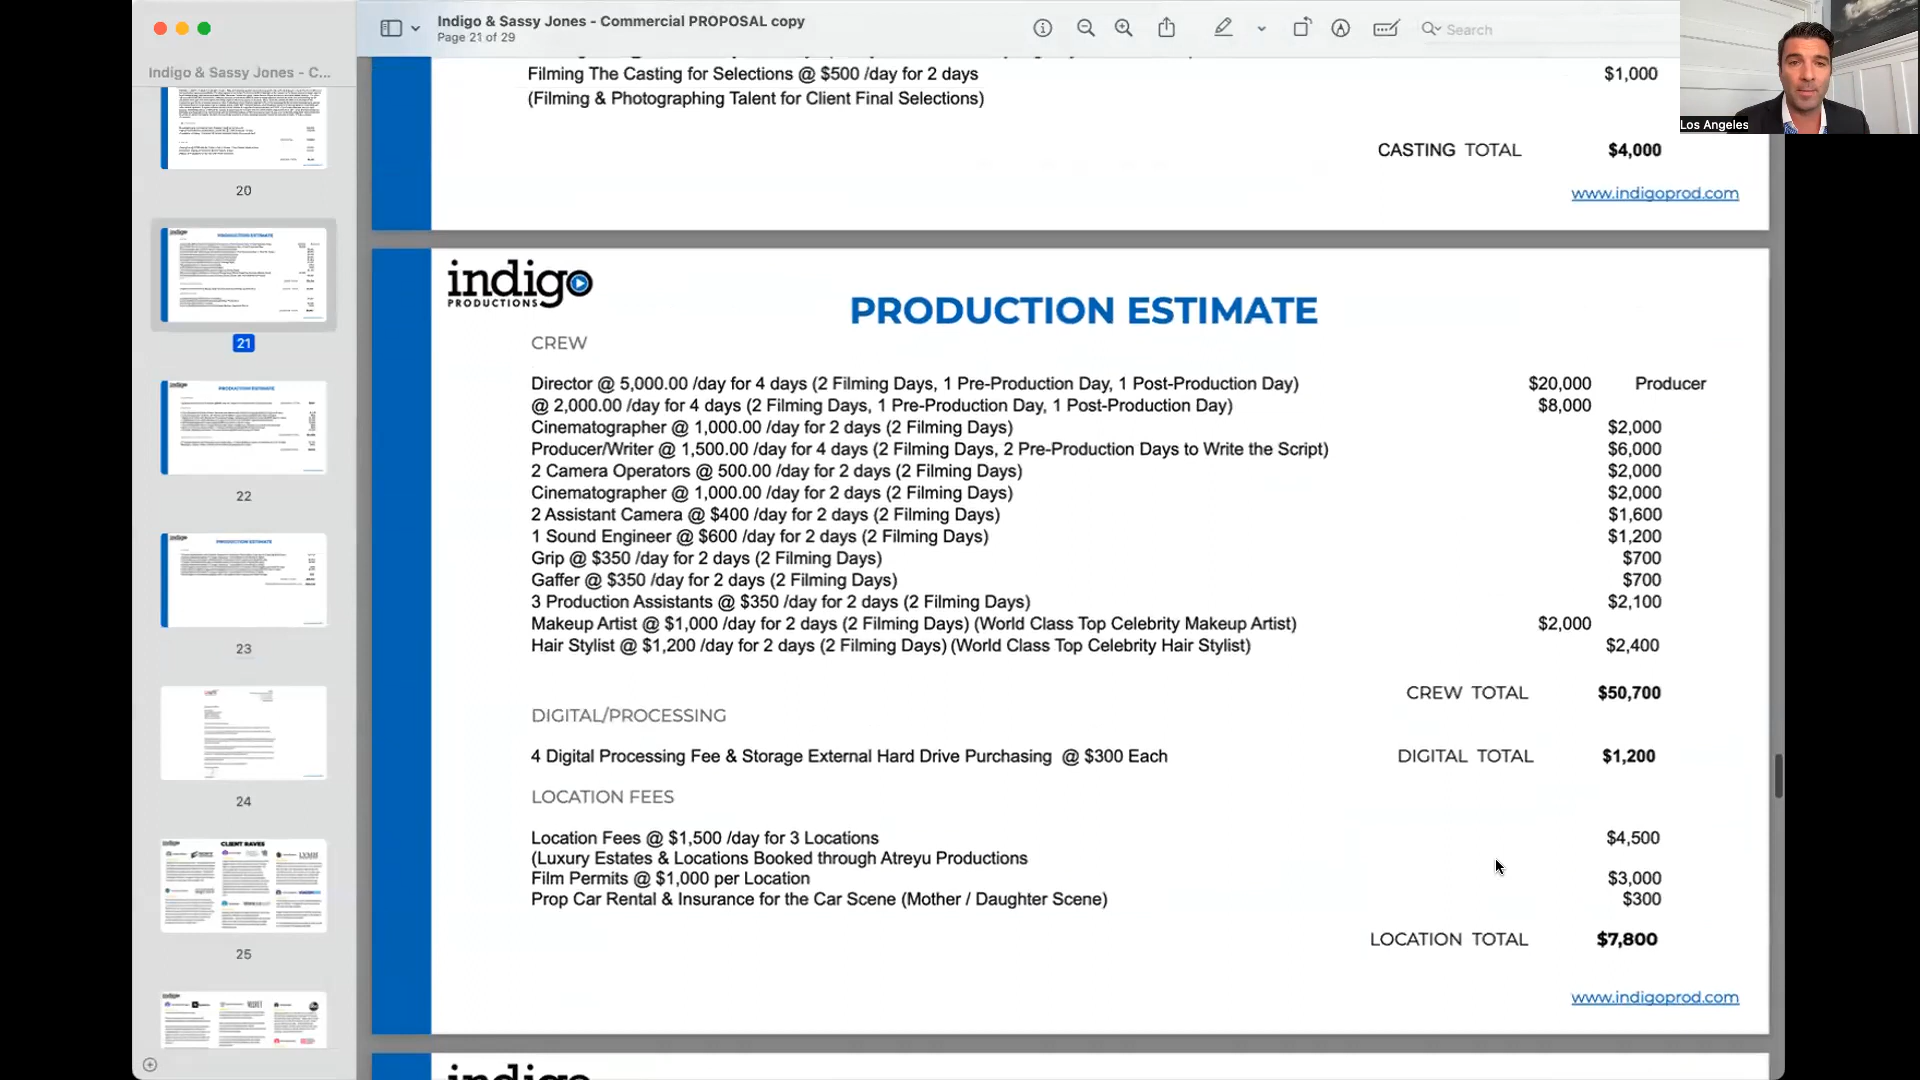 Indigo & Sassy Jones - Commercial PROPOSAL copy
Page 21 of 29
Search
Los Angeles
Indigo & Sassy Jones - C...
20
21
22
23
24
CLIENT RAVES
25
Filming The Casting for Selections @ $500 /day for 2 days $1,000
(Filming & Photographing Talent for Client Final Selections)
CASTING TOTAL $4,000
www.indigoprod.com
indigo
PRODUCTIONS
PRODUCTION ESTIMATE
CREW
Director @ 5,000.00 /day for 4 days (2 Filming Days, 1 Pre-Production Day, 1 Post-Production Day) $20,000 Producer
@ 2,000.00 /day for 4 days (2 Filming Days, 1 Pre-Production Day, 1 Post-Production Day) $8,000
Cinematographer @ 1,000.00 /day for 2 days (2 Filming Days) $2,000
Producer/Writer @ 1,500.00 /day for 4 days (2 Filming Days, 2 Pre-Production Days to Write the Script) $6,000
2 Camera Operators @ 500.00 /day for 2 days (2 Filming Days) $2,000
Cinematographer @ 1,000.00 /day for 2 days (2 Filming Days) $2,000
2 Assistant Camera @ $400 /day for 2 days (2 Filming Days) $1,600
1 Sound Engineer @ $600 /day for 2 days (2 Filming Days) $1,200
Grip @ $350 /day for 2 days (2 Filming Days) $700
Gaffer @ $350 /day for 2 days (2 Filming Days) $700
3 Production Assistants @ $350 /day for 2 days (2 Filming Days) $2,100
Makeup Artist @ $1,000 /day for 2 days (2 Filming Days) (World Class Top Celebrity Makeup Artist) $2,000
Hair Stylist @ $1,200 /day for 2 days (2 Filming Days) (World Class Top Celebrity Hair Stylist) $2,400
CREW TOTAL $50,700
DIGITAL/PROCESSING
4 Digital Processing Fee & Storage External Hard Drive Purchasing @ $300 Each DIGITAL TOTAL $1,200
LOCATION FEES
Location Fees @ $1,500 /day for 3 Locations $4,500
(Luxury Estates & Locations Booked through Atreyu Productions
Film Permits @ $1,000 per Location $3,000
Prop Car Rental & Insurance for the Car Scene (Mother / Daughter Scene) $300
LOCATION TOTAL $7,800
www.indigoprod.com
indigo